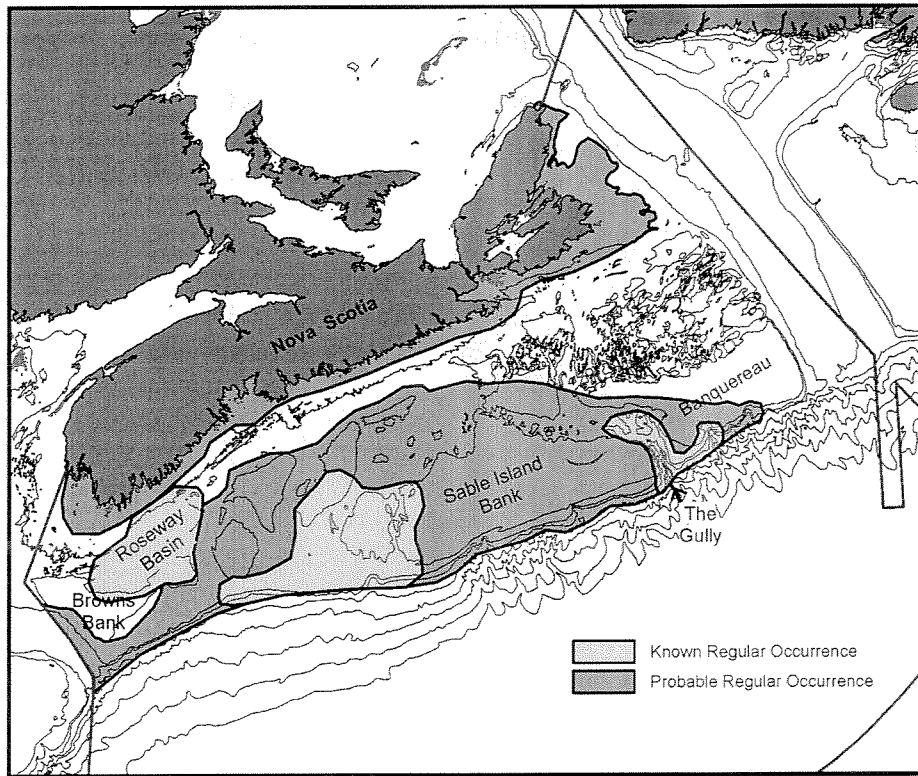 Nova Scotia
Banquereau
Sable Island
Bank
The
Gully
Roseway
Basin
Browns
Bank
Known Regular Occurrence
Probable Regular Occurrence